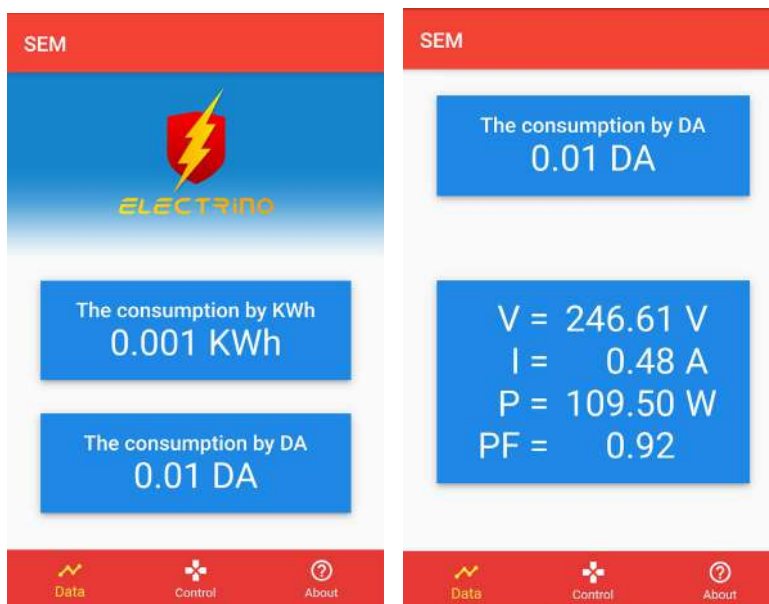 SEM
ELECTRINO
The consumption by KWh
0.001 KWh
The consumption by DA
0.01 DA
Data
Control
About
SEM
The consumption by DA
0.01 DA
V = 246.61 V
I = 0.48 A
P = 109.50 W
PF = 0.92
Data
Control
About